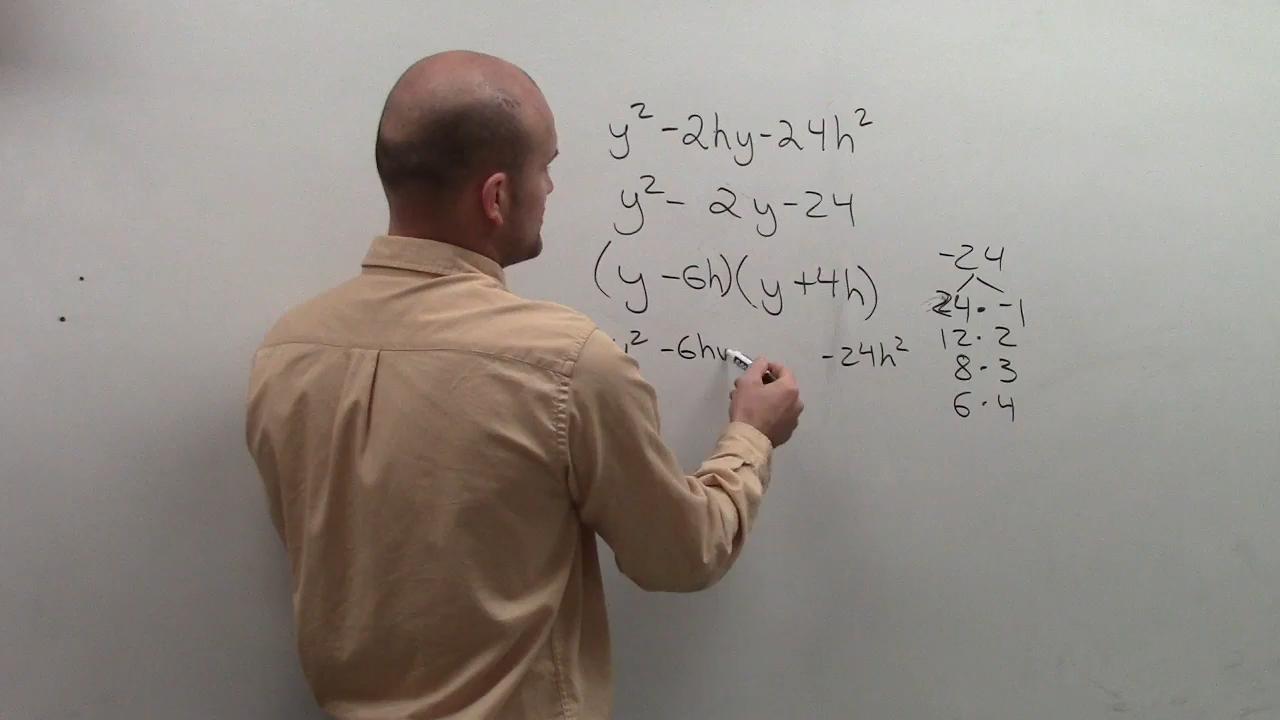 y² - 2hy - 24h²
y² - 2y - 24
(y - 6h)(y + 4h)
y² - 6hy - 24h²
-24
24 · -1
12 · 2
8 · 3
6 · 4